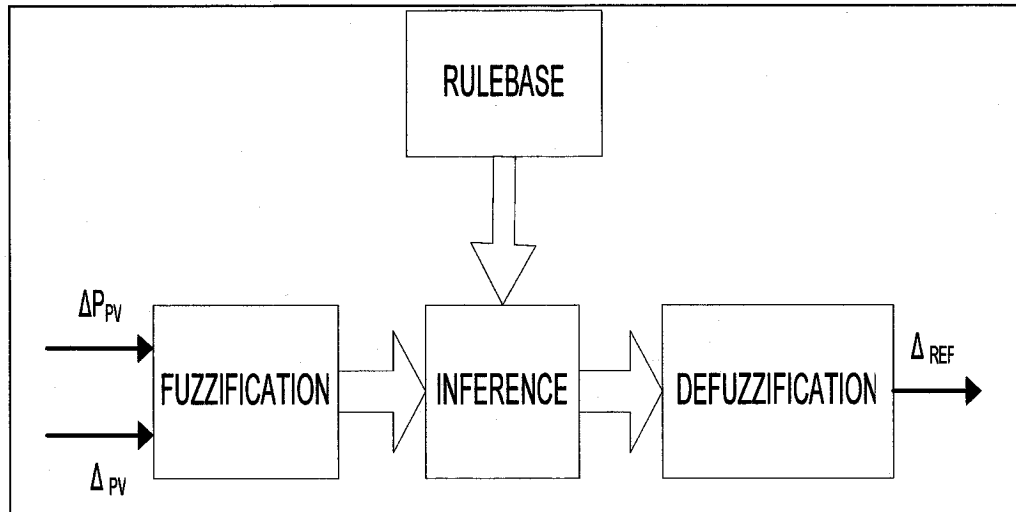 RULEBASE
ΔP_PV
FUZZIFICATION
INFERENCE
DEFUZZIFICATION
Δ_REF
Δ_PV